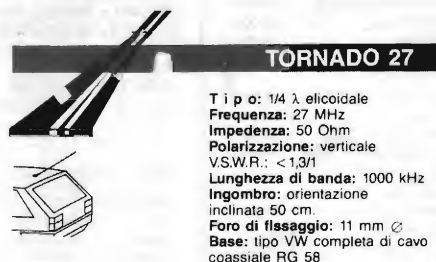 TORNADO 27
T i p o: 1/4 λ elicoidale
Frequenza: 27 MHz
Impedenza: 50 Ohm
Polarizzazione: verticale
V.S.W.R.: <1,3/1
Lunghezza di banda: 1000 kHz
Ingombro: orientazione
inclinata 50 cm.
Foro di fissaggio: 11 mm ∅
Base: tipo VW completa di cavo
coassiale RG 58